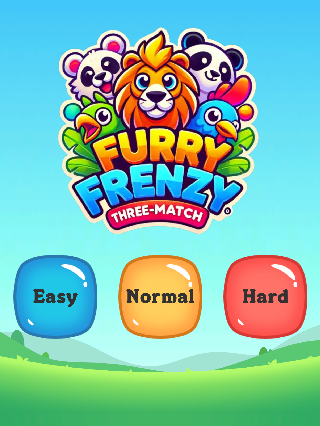 FURRY
FRENZY
THREE-MATCH
Easy
Normal
Hard